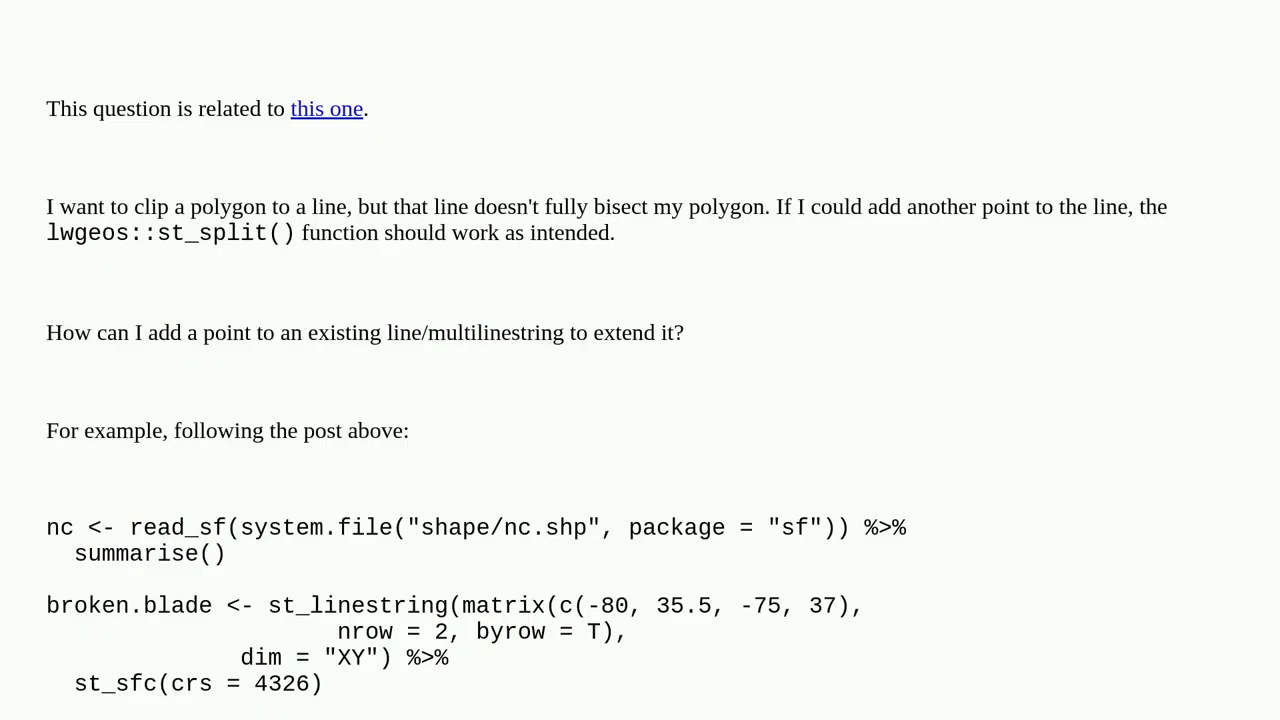 This question is related to this one.
I want to clip a polygon to a line, but that line doesn't fully bisect my polygon. If I could add another point to the line, the
lwgeos::st_split() function should work as intended.
How can I add a point to an existing line/multilinestring to extend it?
For example, following the post above:
nc <- read_sf(system.file("shape/nc.shp", package = "sf")) %>%
  summarise()
broken.blade <- st_linestring(matrix(c(-80, 35.5, -75, 37),
                     nrow = 2, byrow = T),
              dim = "XY") %>%
  st_sfc(crs = 4326)